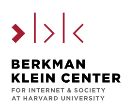 BERKMAN
KLEIN CENTER
FOR INTERNET & SOCIETY
AT HARVARD UNIVERSITY